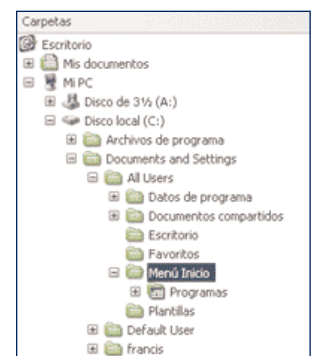 Carpetas
Escritorio
Mis documentos
Mi PC
Disco de 3½ (A:)
Disco local (C:)
Archivos de programa
Documents and Settings
All Users
Datos de programa
Documentos compartidos
Escritorio
Favoritos
Menú Inicio
Programas
Plantillas
Default User
francis